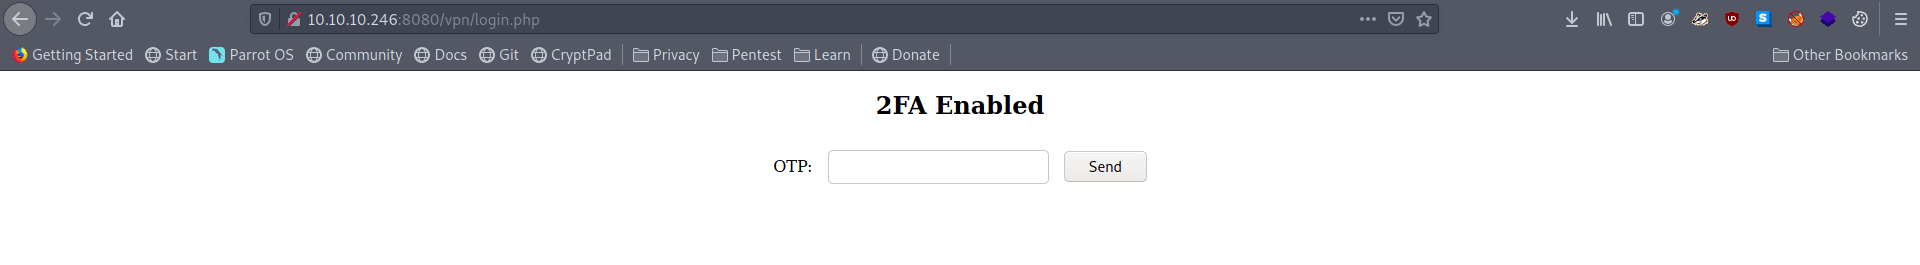 10.10.10.246:8080/vpn/login.php
Getting Started Start Parrot OS Community Docs Git CryptPad Privacy Pentest Learn Donate Other Bookmarks
2FA Enabled
OTP: Send